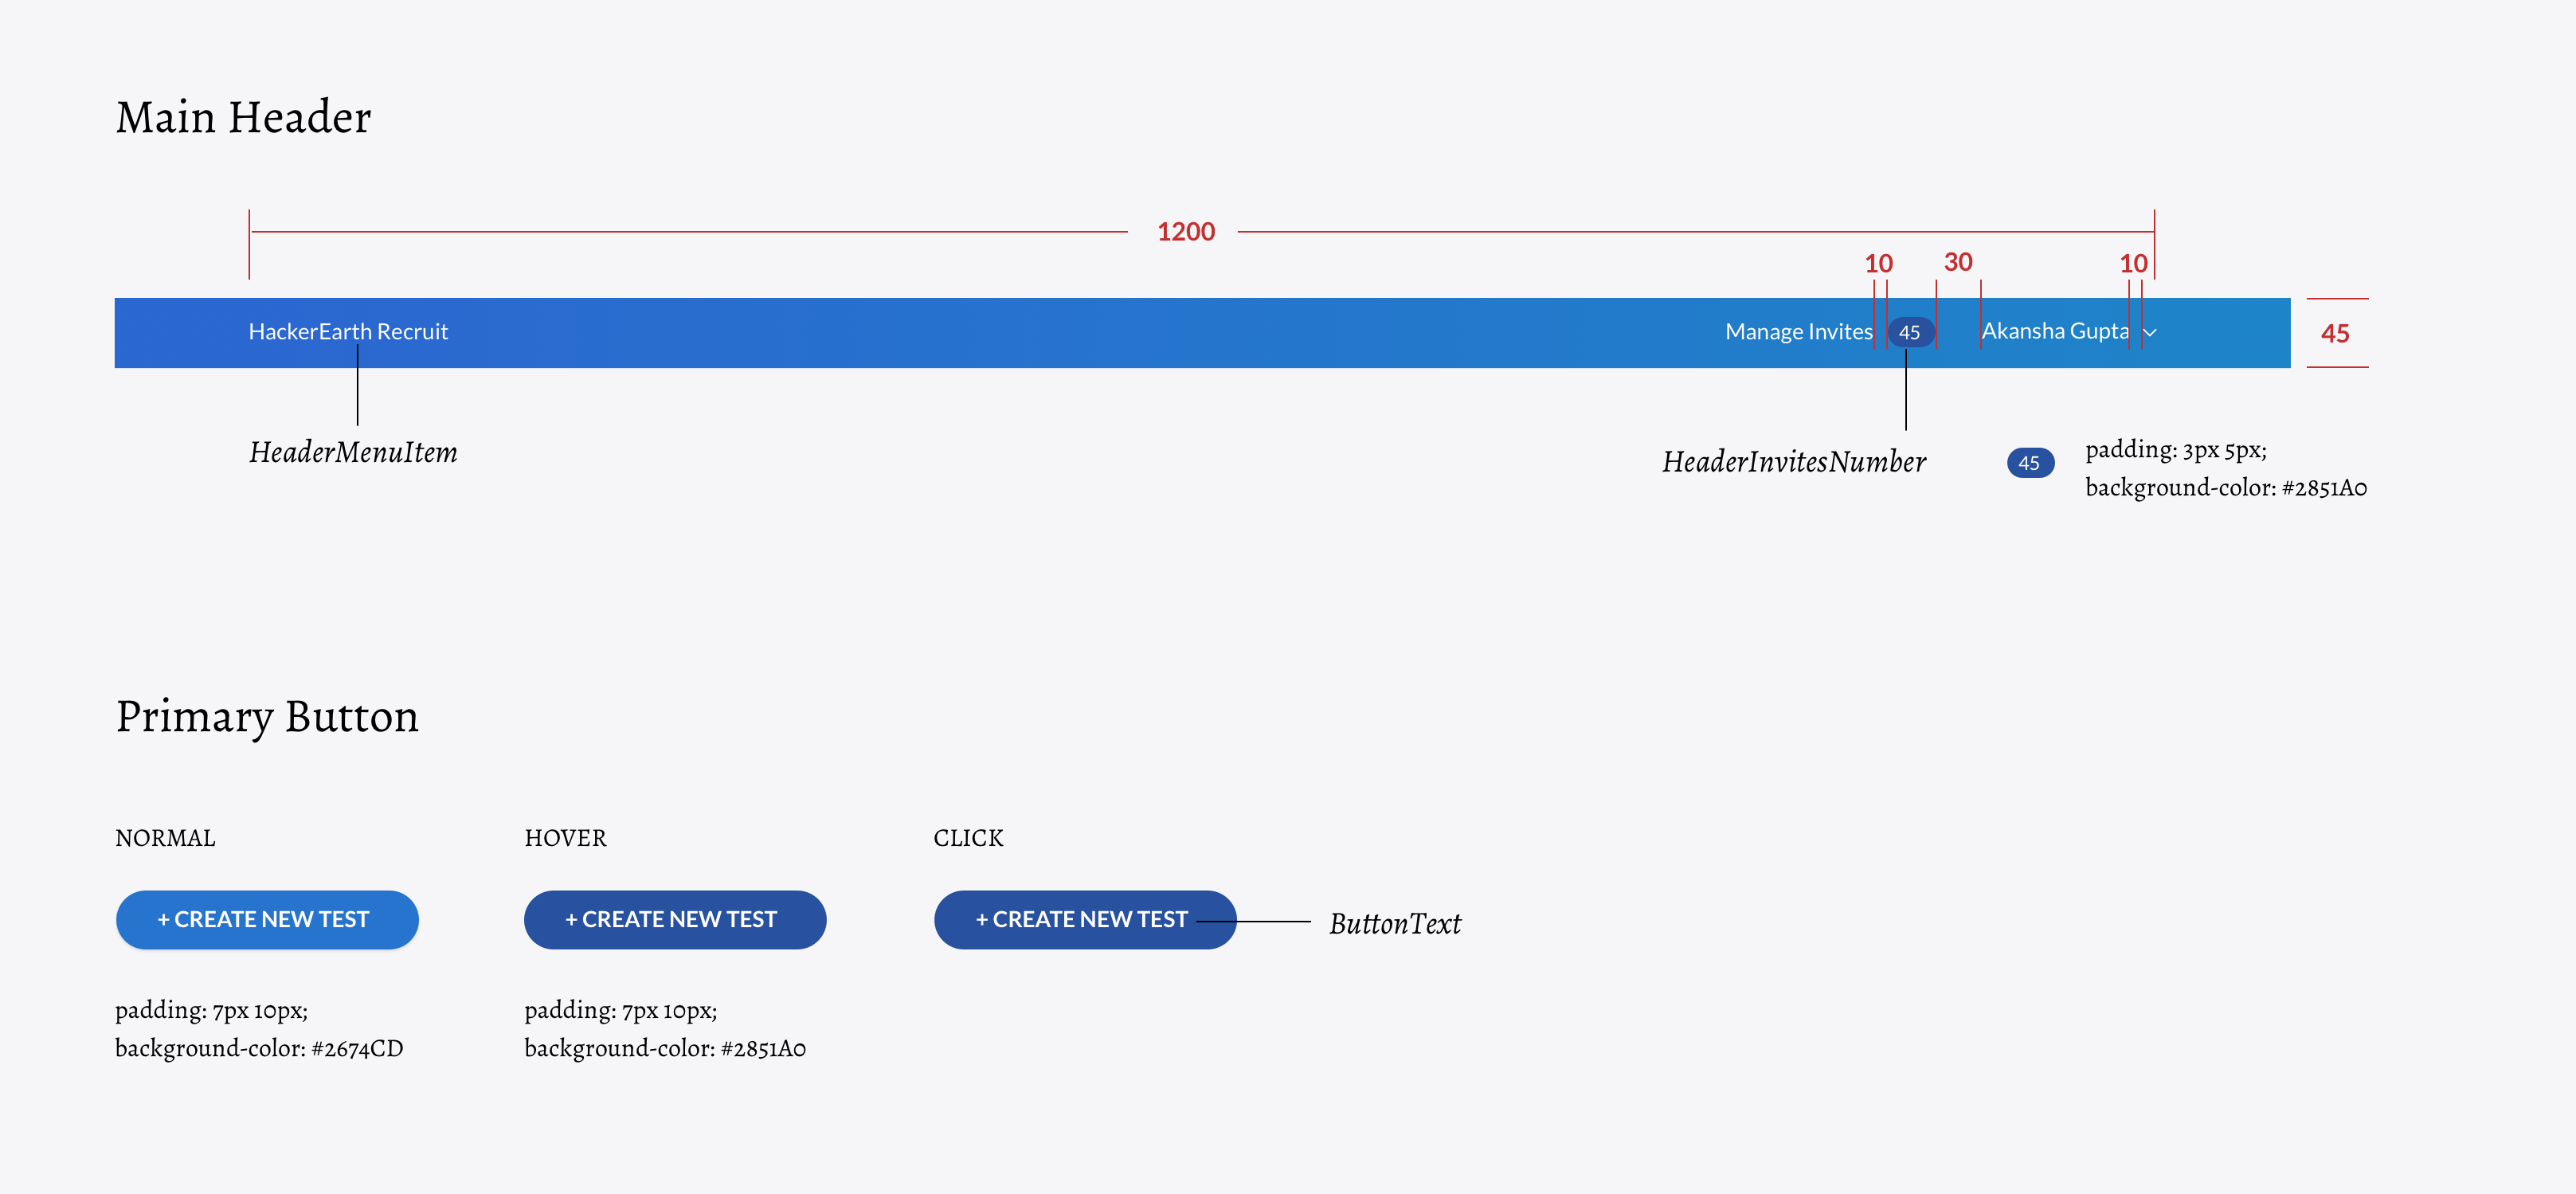 Main Header
1200
10 30 10
HackerEarth Recruit Manage Invites 45 Akansha Gupta 45
HeaderMenuItem HeaderInvitesNumber 45 padding: 3px 5px;
background-color: #2851A0
Primary Button
NORMAL HOVER CLICK
+ CREATE NEW TEST + CREATE NEW TEST + CREATE NEW TEST ButtonText
padding: 7px 10px; padding: 7px 10px;
background-color: #2674CD background-color: #2851A0